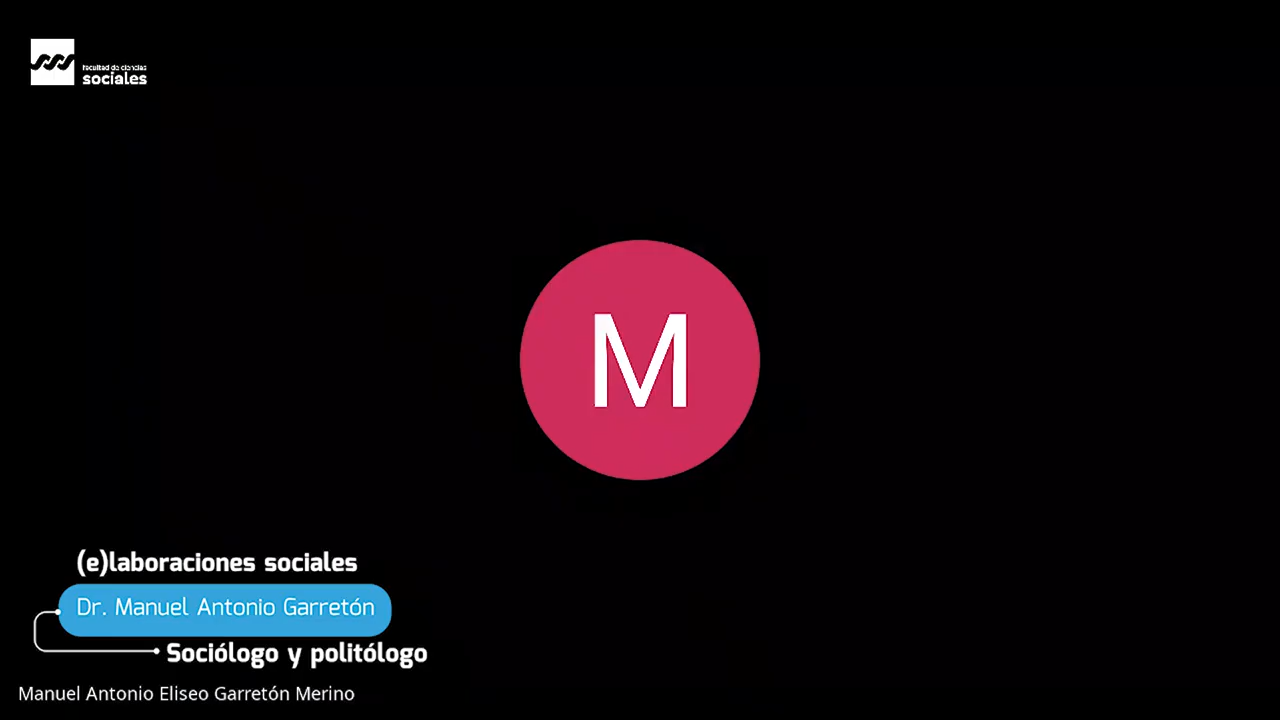 facultad de ciencias
sociales
M
(e)laboraciones sociales
Dr. Manuel Antonio Garretón
Sociólogo y politólogo
Manuel Antonio Eliseo Garretón Merino